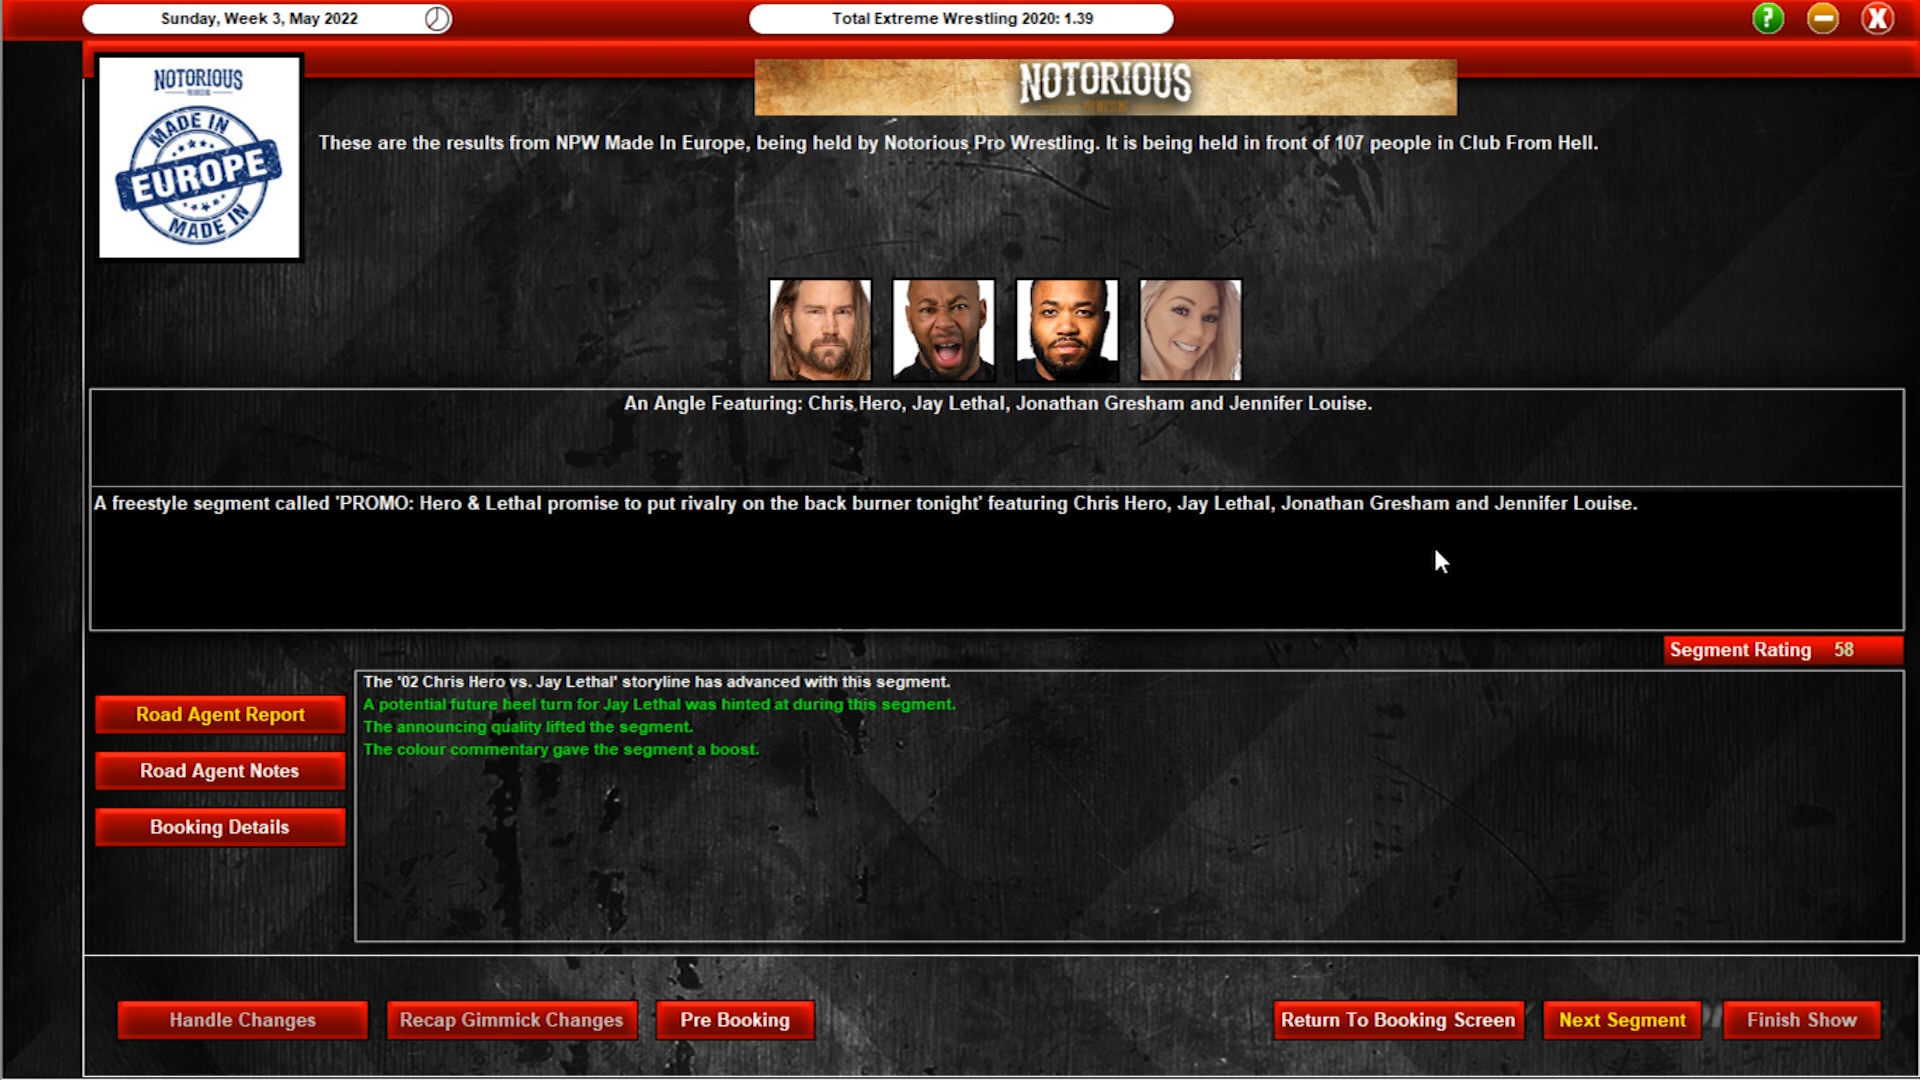 Sunday, Week 3, May 2022
Total Extreme Wrestling 2020: 1.39
?
X
NOTORIOUS
MADE IN
EUROPE
MADE IN
NOTORIOUS
These are the results from NPW Made In Europe, being held by Notorious Pro Wrestling. It is being held in front of 107 people in Club From Hell.
An Angle Featuring: Chris Hero, Jay Lethal, Jonathan Gresham and Jennifer Louise.
A freestyle segment called 'PROMO: Hero & Lethal promise to put rivalry on the back burner tonight' featuring Chris Hero, Jay Lethal, Jonathan Gresham and Jennifer Louise.
Segment Rating 58
Road Agent Report
Road Agent Notes
Booking Details
The '02 Chris Hero vs. Jay Lethal' storyline has advanced with this segment.
A potential future heel turn for Jay Lethal was hinted at during this segment.
The announcing quality lifted the segment.
The colour commentary gave the segment a boost.
Handle Changes
Recap Gimmick Changes
Pre Booking
Return To Booking Screen
Next Segment
Finish Show